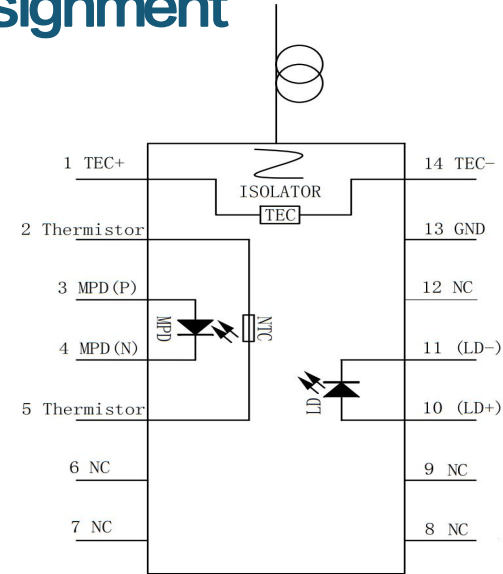 signment
1 TEC+
14 TEC-
ISOLATOR
TEC
2 Thermistor
13 GND
3 MPD(P)
12 NC
MPD
NTC
4 MPD(N)
11 (LD-)
LD
5 Thermistor
10 (LD+)
6 NC
9 NC
7 NC
8 NC